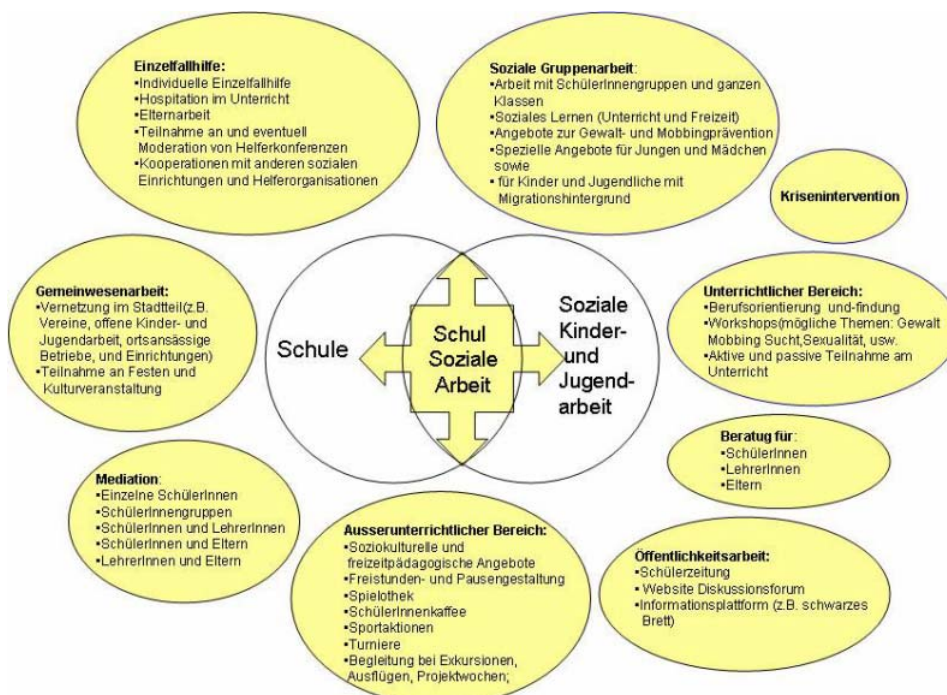 Einzelfallhilfe:
▪Individuelle Einzelfallhilfe
▪Hospitation im Unterricht
▪Elternarbeit
▪Teilnahme an und eventuell
Moderation von Helferkonferenzen
▪Kooperationen mit anderen sozialen
Einrichtungen und Helferorganisationen
Soziale Gruppenarbeit:
▪Arbeit mit SchülerInnengruppen und ganzen
Klassen
▪Soziales Lernen (Unterricht und Freizeit)
▪Angebote zur Gewalt- und Mobbingprävention
▪Spezielle Angebote für Jungen und Mädchen
sowie
▪für Kinder und Jugendliche mit
Migrationshintergrund
Krisenintervention
Gemeinwesenarbeit:
▪Vernetzung im Stadtteil(z.B.
Vereine, offene Kinder- und
Jugendarbeit, ortsansässige
Betriebe, und Einrichtungen)
▪Teilnahme an Festen und
Kulturveranstaltung
Schule
Schul
Soziale
Arbeit
Soziale
Kinder-
und
Jugend-
arbeit
Unterrichtlicher Bereich:
▪Berufsorientierung und-findung
▪Workshops(mögliche Themen: Gewalt
Mobbing Sucht,Sexualität, usw.
▪Aktive und passive Teilnahme am
Unterricht
Beratug für:
▪SchülerInnen
▪LehrerInnen
▪Eltern
Mediation:
▪Einzelne SchülerInnen
▪SchülerInnengruppen
▪SchülerInnen und LehrerInnen
▪SchülerInnen und Eltern
▪LehrerInnen und Eltern
Ausserunterrichtlicher Bereich:
▪Soziokulturelle und
freizeitpädagogische Angebote
▪Freistunden- und Pausengestaltung
▪Spielothek
▪SchülerInnenkaffee
▪Sportaktionen
▪Turniere
▪Begleitung bei Exkursionen,
Ausflügen, Projektwochen;
Öffentlichkeitsarbeit:
▪Schülerzeitung
▪Website Diskussionsforum
▪Informationsplattform (z.B. schwarzes
Brett)